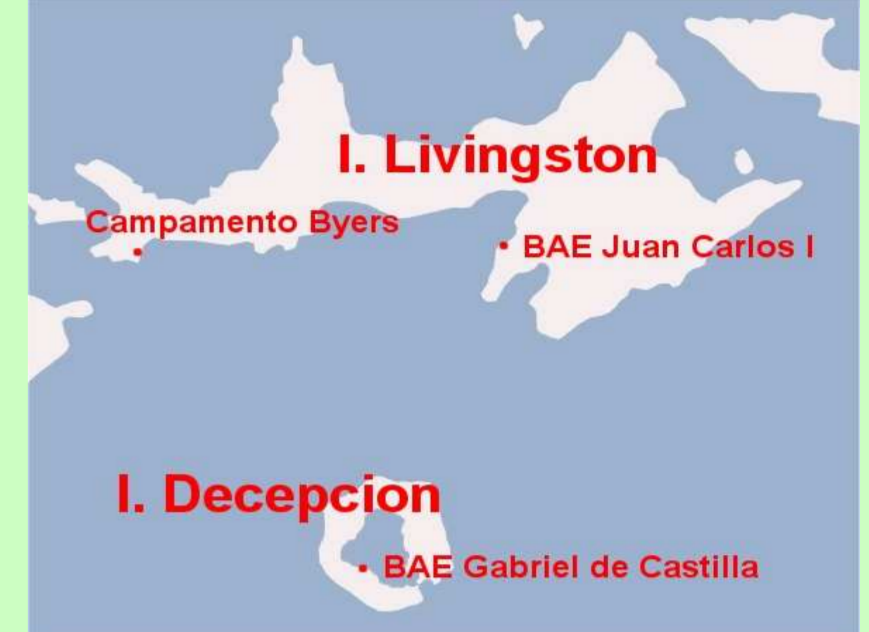 I. Livingston
Campamento Byers
BAE Juan Carlos I
I. Decepcion
BAE Gabriel de Castilla